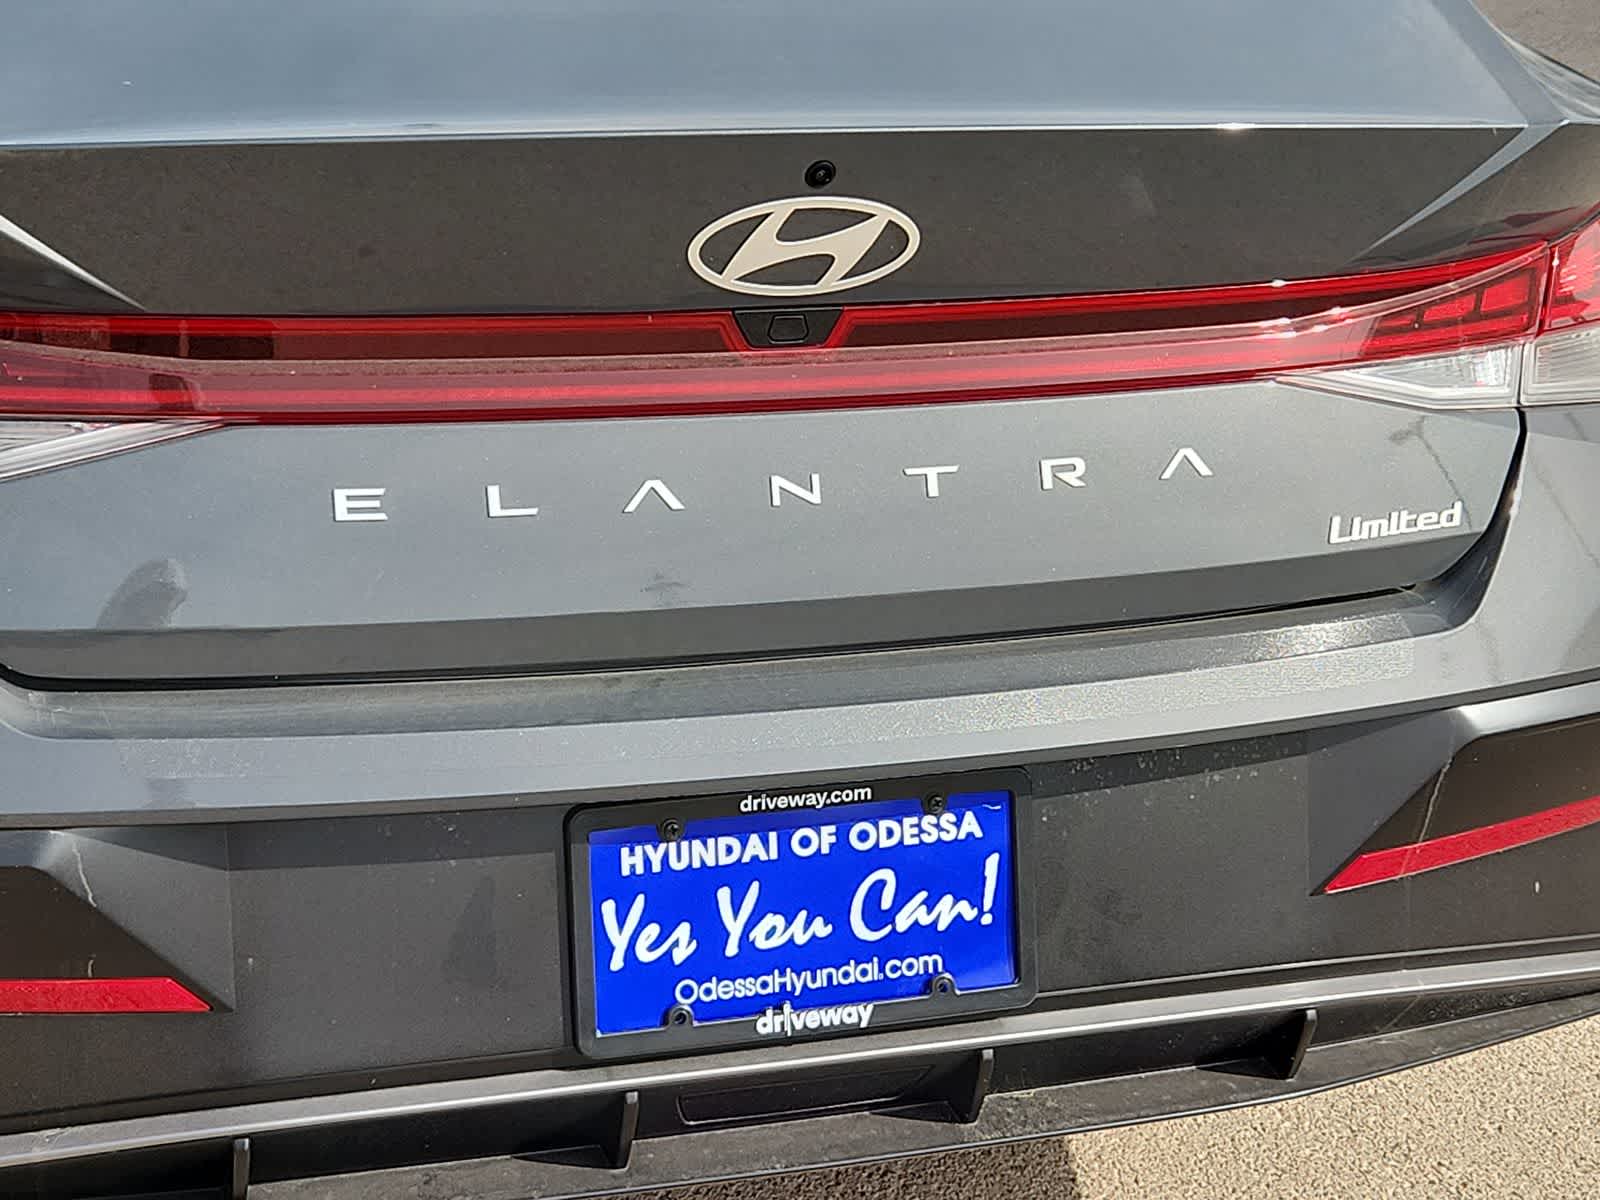 ELANTRA
Limited
driveway.com
HYUNDAI OF ODESSA
Yes You Can!
OdessaHyundai.com
driveway